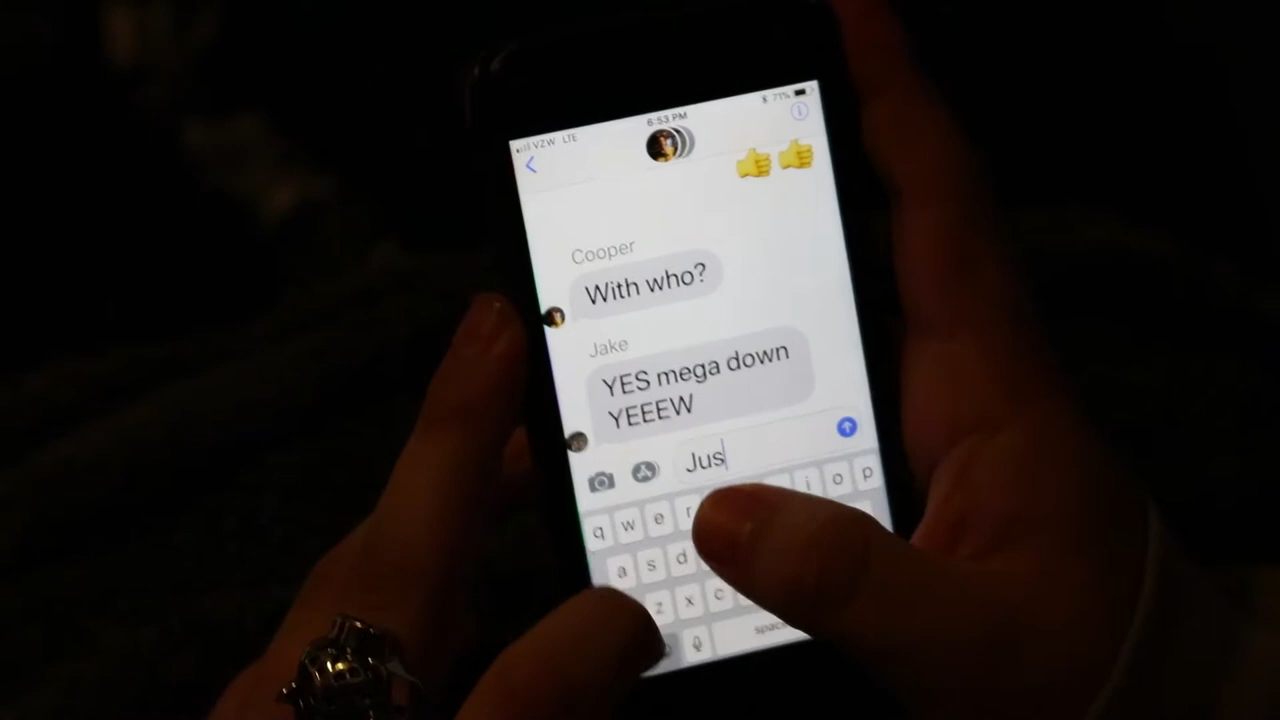 VZW LTE
6:53 PM
71%
Cooper
With who?
Jake
YES mega down
YEEEW
Jus
q w e r i o p
a s d
z x c
space